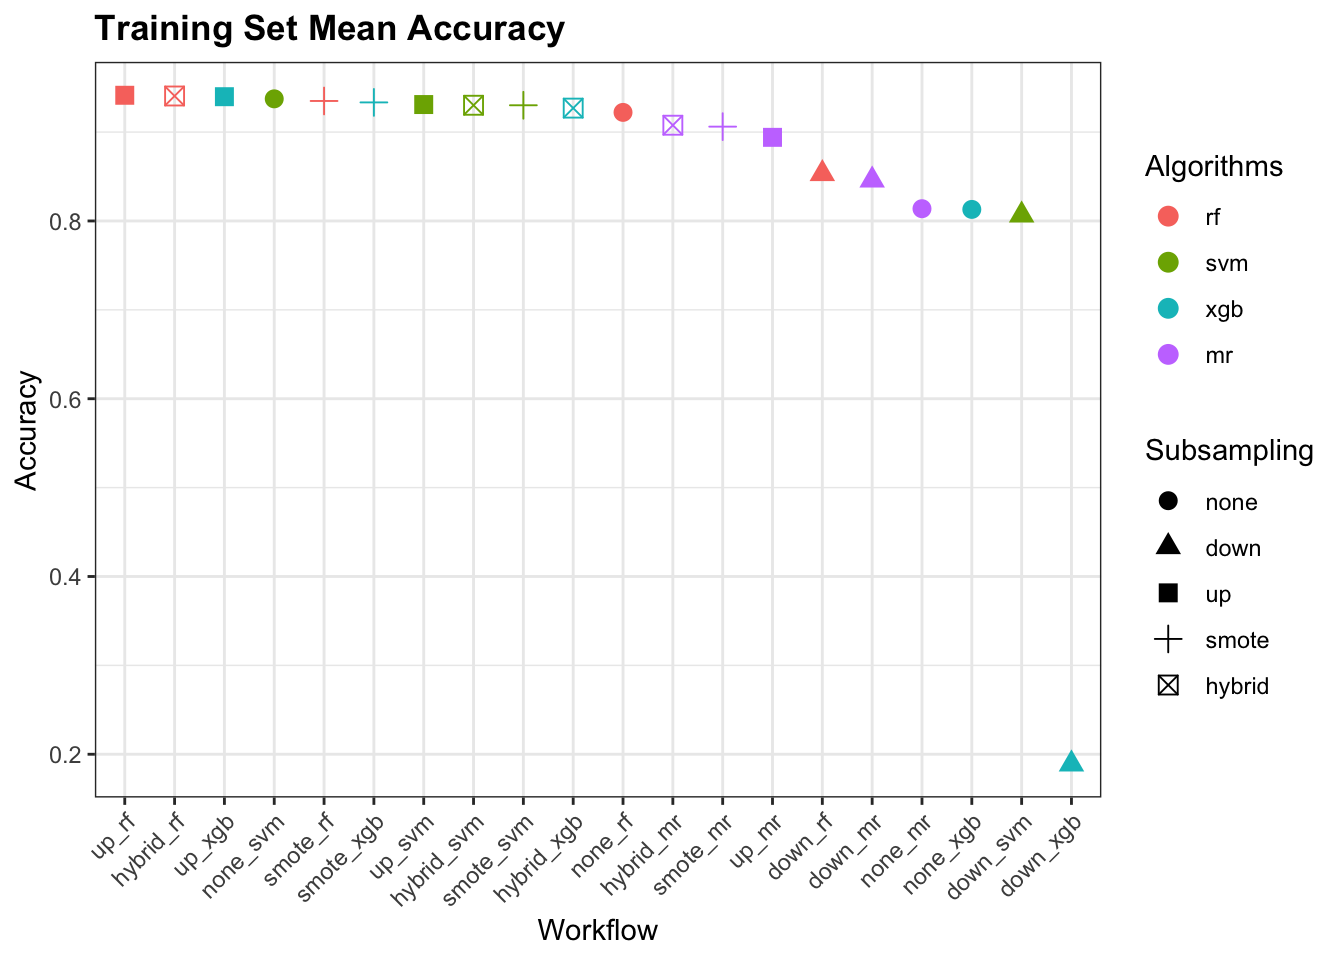 Training Set Mean Accuracy
Accuracy
0.8
0.6
0.4
0.2
up_rf
hybrid_rf
up_xgb
none_svm
smote_rf
smote_xgb
up_svm
hybrid_svm
smote_svm
hybrid_xgb
none_rf
hybrid_mr
smote_mr
up_mr
down_rf
down_mr
none_mr
none_xgb
down_svm
down_xgb
Workflow
Algorithms
rf
svm
xgb
mr
Subsampling
none
down
up
smote
hybrid